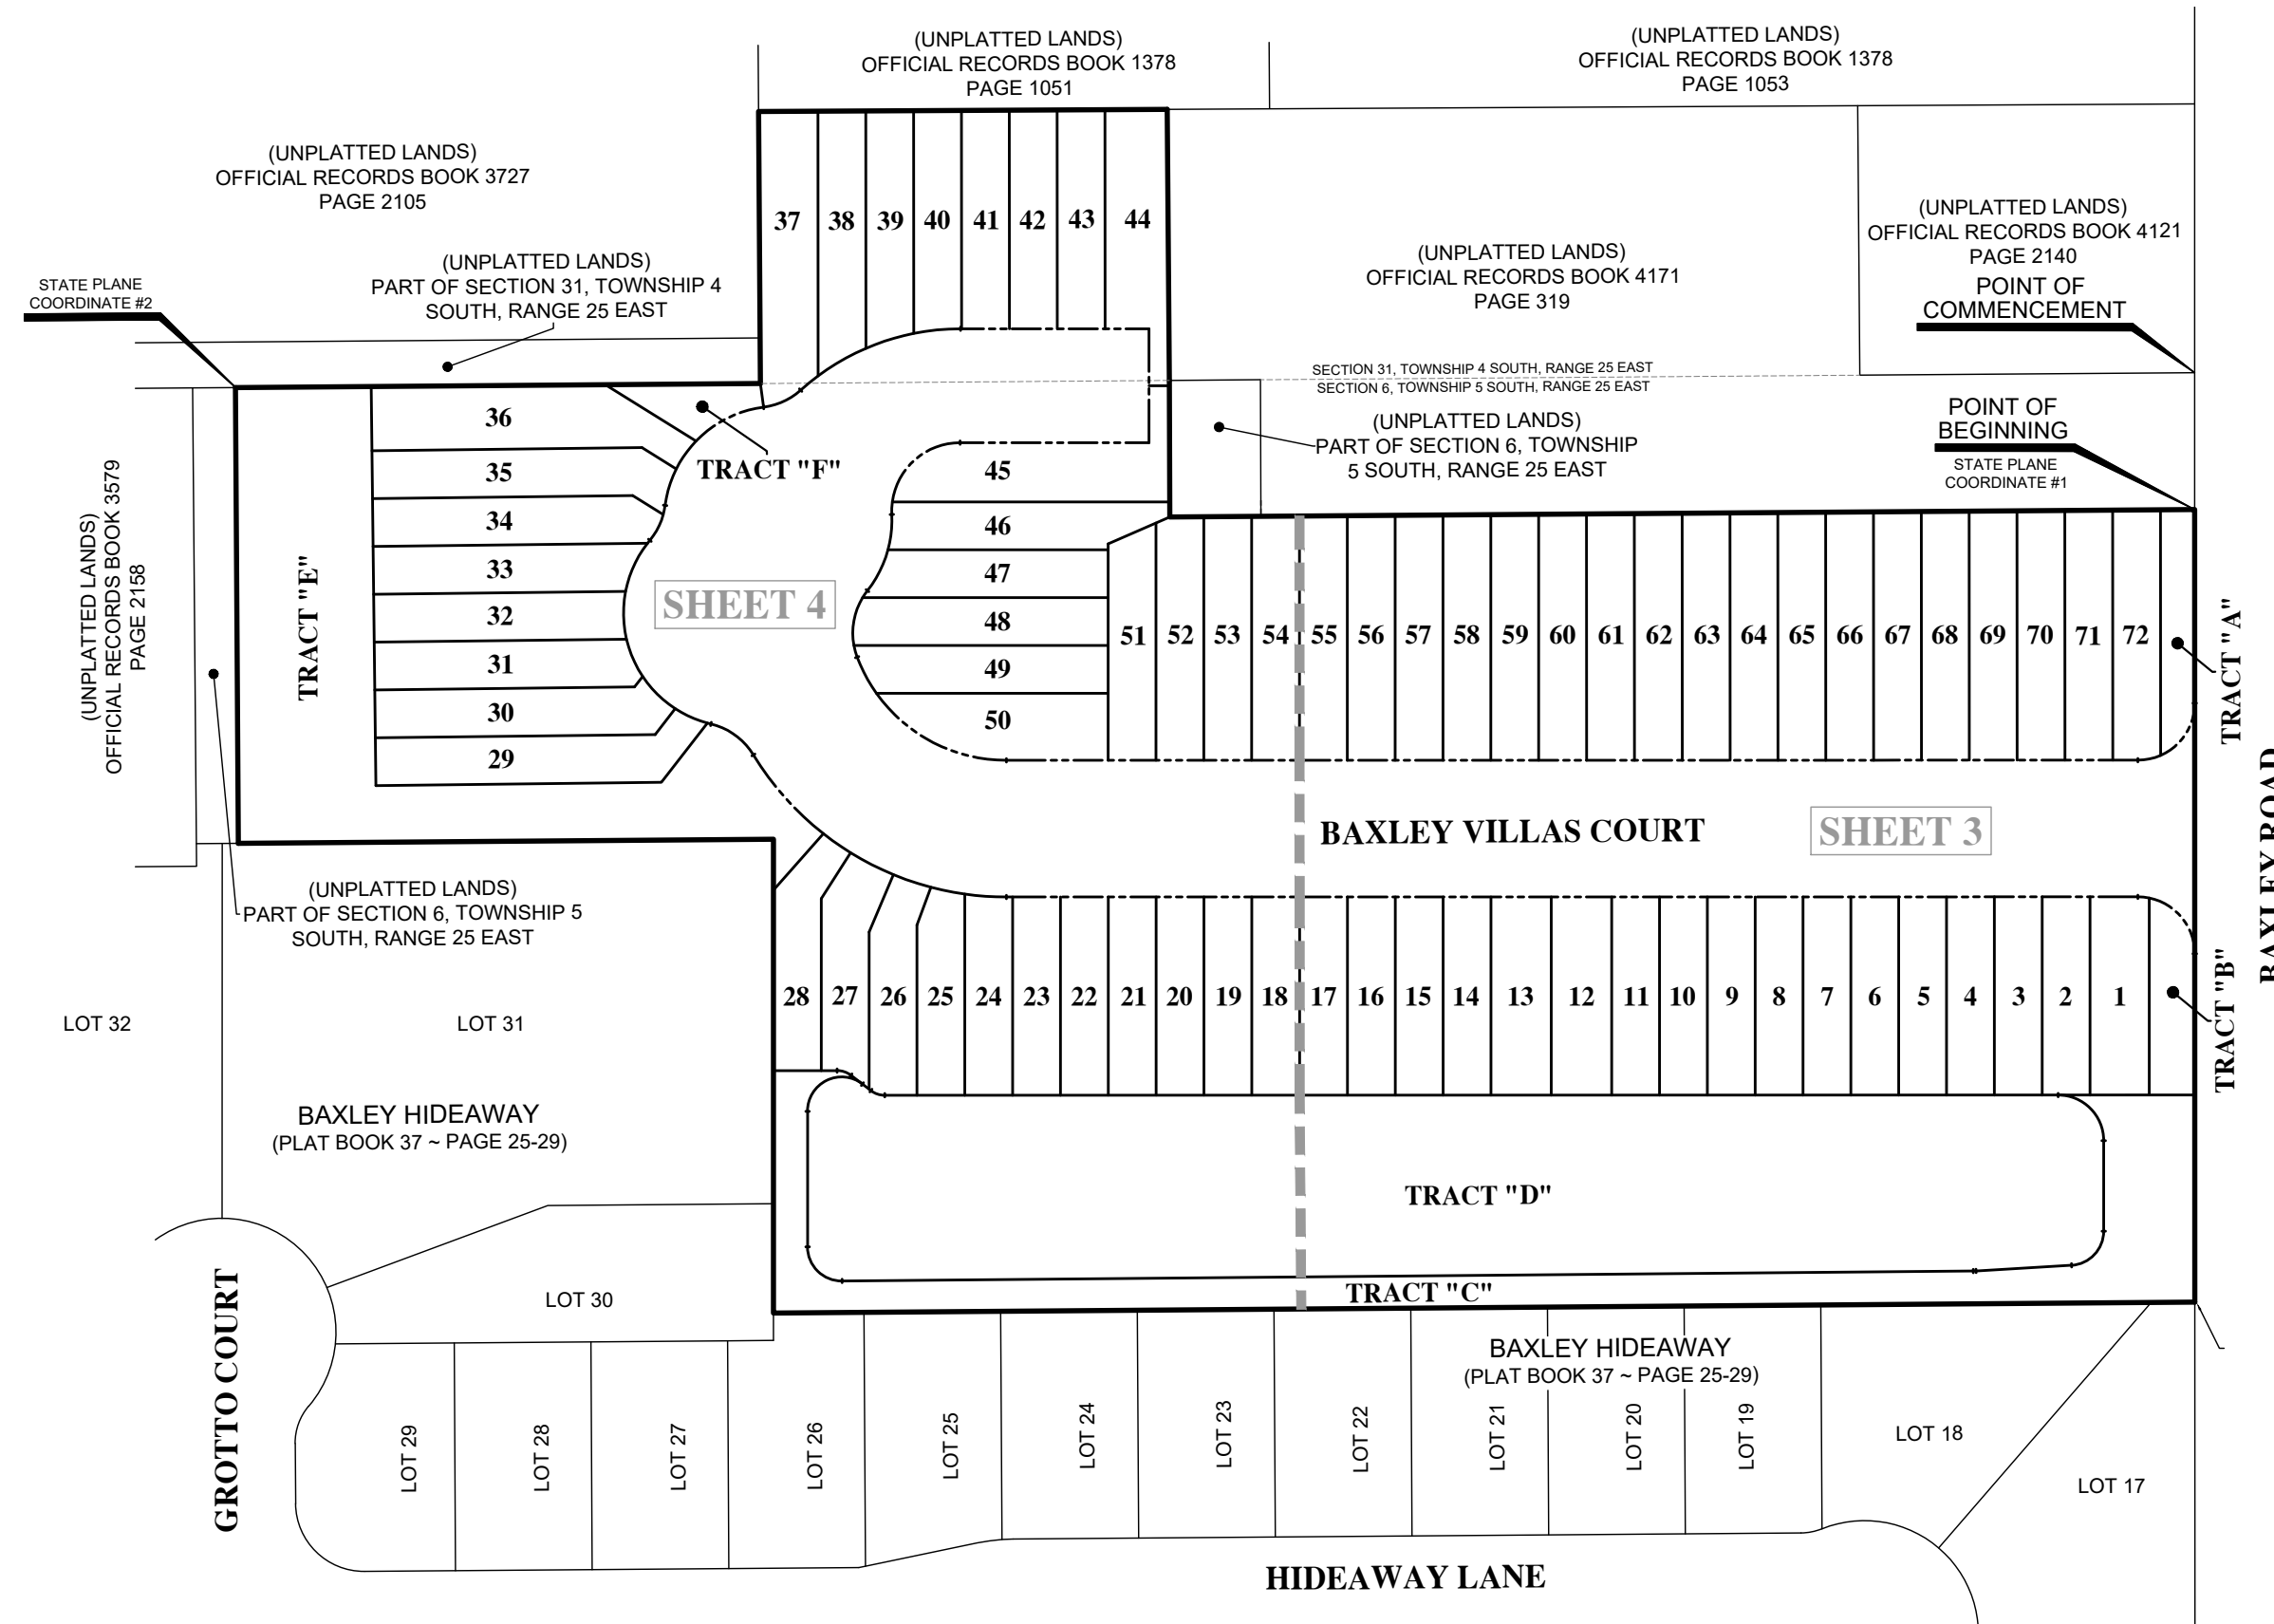 (UNPLATTED LANDS)
OFFICIAL RECORDS BOOK 1378
PAGE 1051
(UNPLATTED LANDS)
OFFICIAL RECORDS BOOK 1378
PAGE 1053
(UNPLATTED LANDS)
OFFICIAL RECORDS BOOK 3727
PAGE 2105
(UNPLATTED LANDS)
PART OF SECTION 31, TOWNSHIP 4
SOUTH, RANGE 25 EAST
STATE PLANE
COORDINATE #2
37 38 39 40 41 42 43 44
(UNPLATTED LANDS)
OFFICIAL RECORDS BOOK 4171
PAGE 319
(UNPLATTED LANDS)
OFFICIAL RECORDS BOOK 4121
PAGE 2140
POINT OF
COMMENCEMENT
SECTION 31, TOWNSHIP 4 SOUTH, RANGE 25 EAST
SECTION 6, TOWNSHIP 5 SOUTH, RANGE 25 EAST
(UNPLATTED LANDS)
PART OF SECTION 6, TOWNSHIP
5 SOUTH, RANGE 25 EAST
POINT OF
BEGINNING
STATE PLANE
COORDINATE #1
(UNPLATTED LANDS)
OFFICIAL RECORDS BOOK 3579
PAGE 2158
TRACT "E"
36
35
34
33
32
31
30
29
TRACT "F"
SHEET 4
45
46
47
48
49
50
51 52 53 54 55 56 57 58 59 60 61 62 63 64 65 66 67 68 69 70 71 72
TRACT "A"
BAXLEY VILLAS COURT
SHEET 3
BAXLEY ROAD
(UNPLATTED LANDS)
PART OF SECTION 6, TOWNSHIP 5
SOUTH, RANGE 25 EAST
28 27 26 25 24 23 22 21 20 19 18 17 16 15 14 13 12 11 10 9 8 7 6 5 4 3 2 1
TRACT "B"
LOT 32
LOT 31
BAXLEY HIDEAWAY
(PLAT BOOK 37 ~ PAGE 25-29)
TRACT "D"
TRACT "C"
GROTTO COURT
LOT 30
BAXLEY HIDEAWAY
(PLAT BOOK 37 ~ PAGE 25-29)
LOT 29
LOT 28
LOT 27
LOT 26
LOT 25
LOT 24
LOT 23
LOT 22
LOT 21
LOT 20
LOT 19
LOT 18
LOT 17
HIDEAWAY LANE